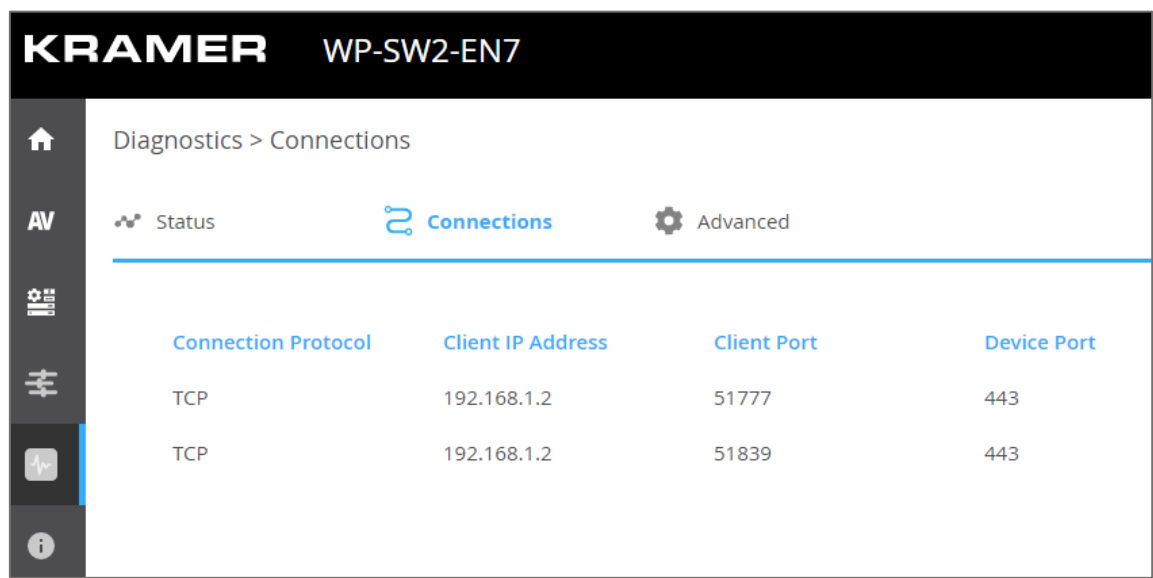 KRAMER WP-SW2-EN7
Diagnostics > Connections
AV
Status Connections Advanced
Connection Protocol Client IP Address Client Port Device Port
TCP 192.168.1.2 51777 443
TCP 192.168.1.2 51839 443